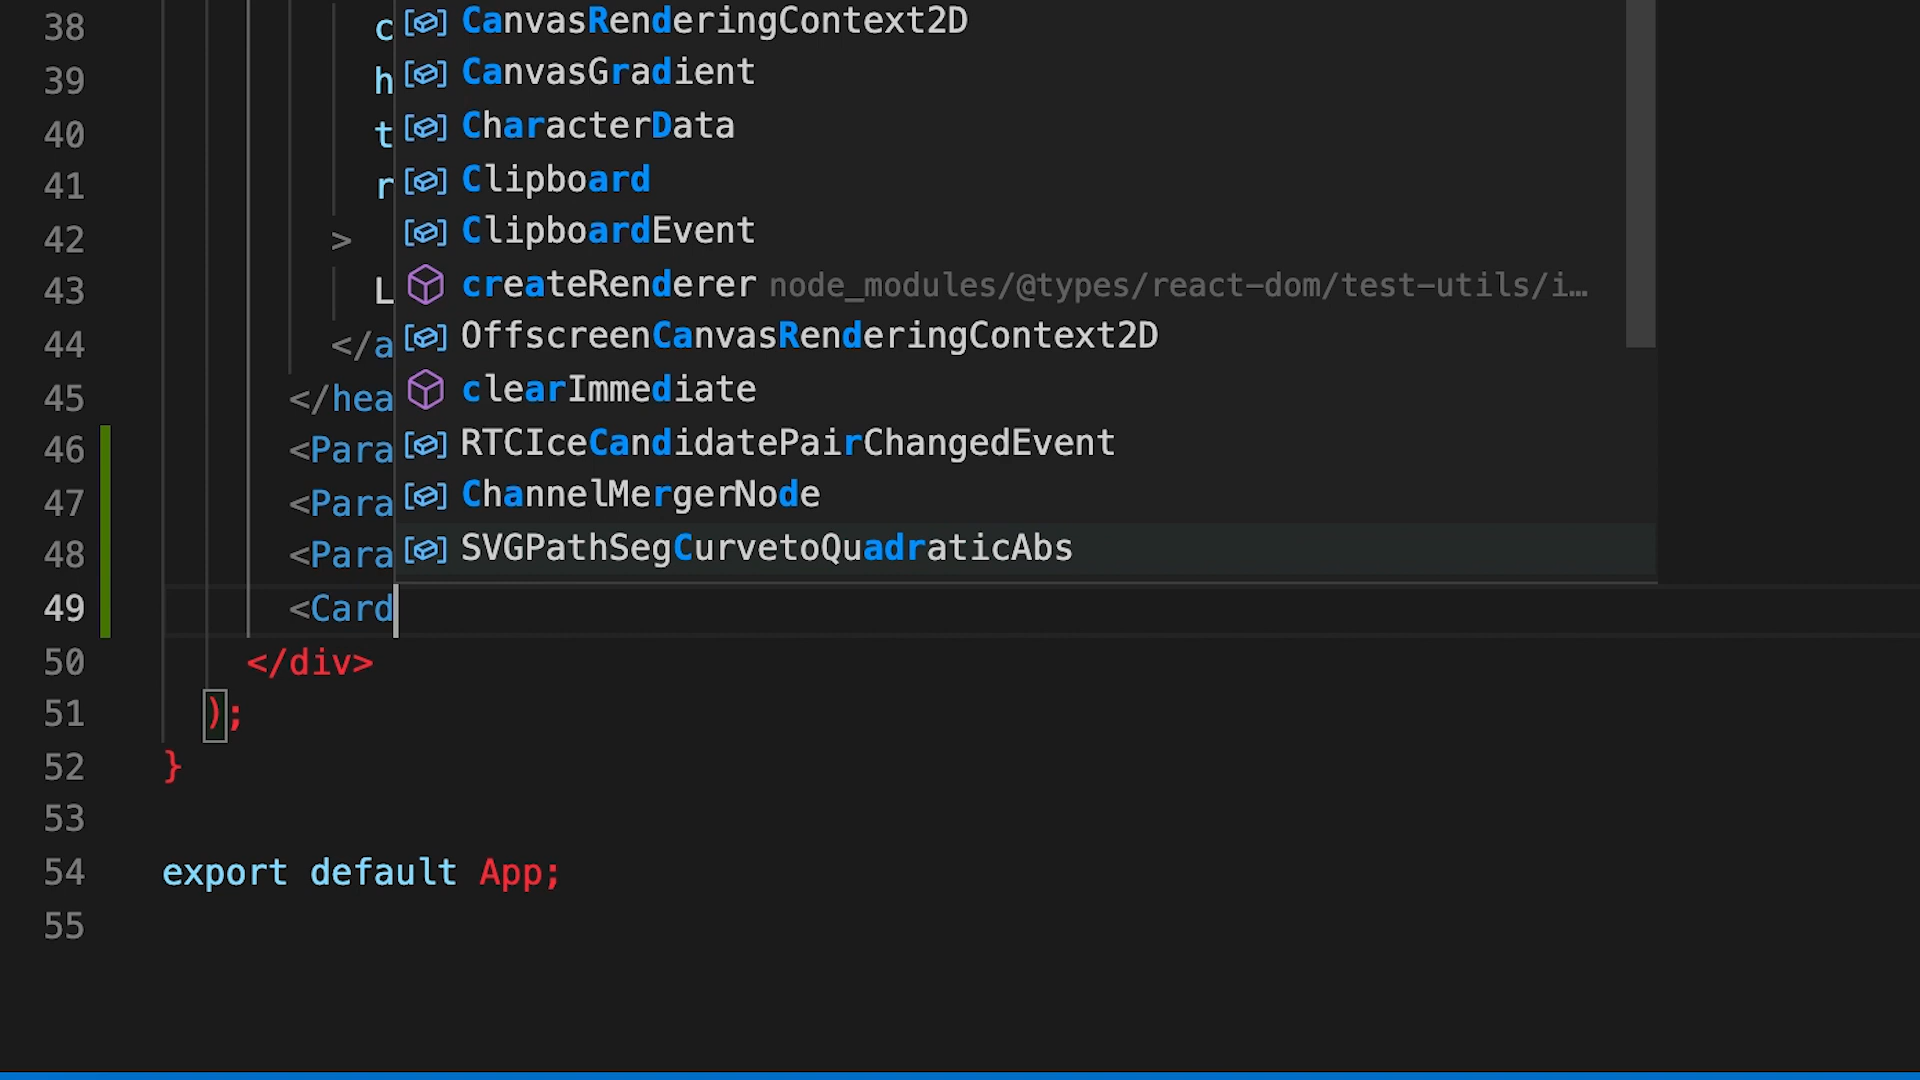 38 c CanvasRenderingContext2D
39 h CanvasGradient
40 t CharacterData
41 r Clipboard
42 > ClipboardEvent
43 L createRenderer node_modules/@types/react-dom/test-utils/i…
44 </a OffscreenCanvasRenderingContext2D
45 </hea clearImmediate
46 <Para RTCIceCandidatePairChangedEvent
47 <Para ChannelMergerNode
48 <Para SVGPathSegCurvetoQuadraticAbs
49 <Card
50 </div>
51 );
52 }
53
54 export default App;
55